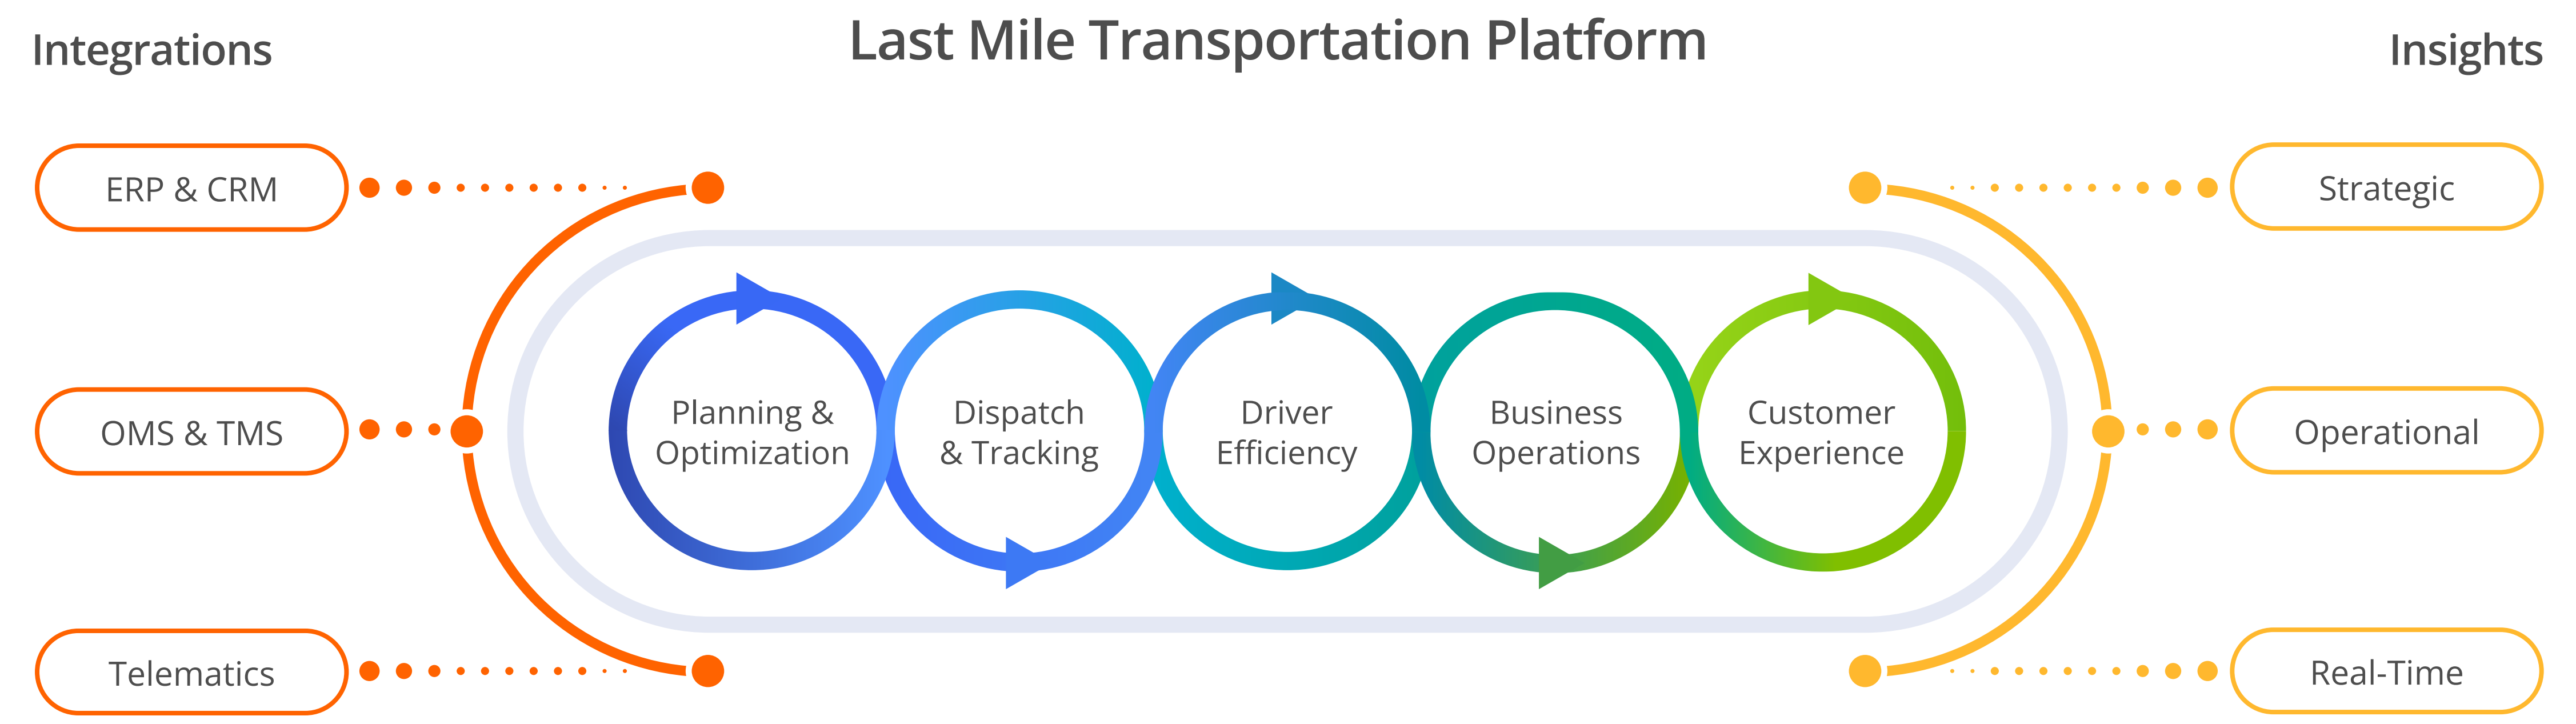 Integrations
Last Mile Transportation Platform
Insights
ERP & CRM
OMS & TMS
Telematics
Planning &
Optimization
Dispatch
& Tracking
Driver
Efficiency
Business
Operations
Customer
Experience
Strategic
Operational
Real-Time